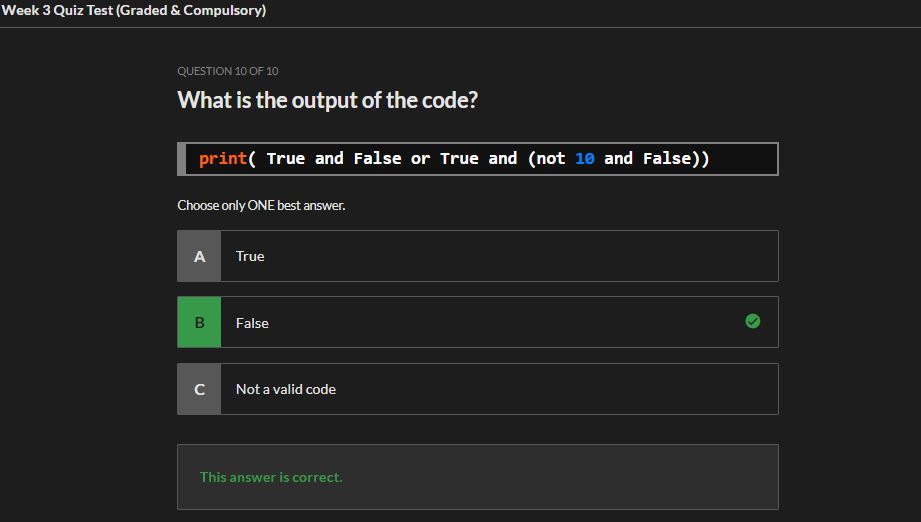 Week 3 Quiz Test (Graded & Compulsory)
QUESTION 10 OF 10
What is the output of the code?
print( True and False or True and (not 10 and False))
Choose only ONE best answer.
A True
B False
C Not a valid code
This answer is correct.